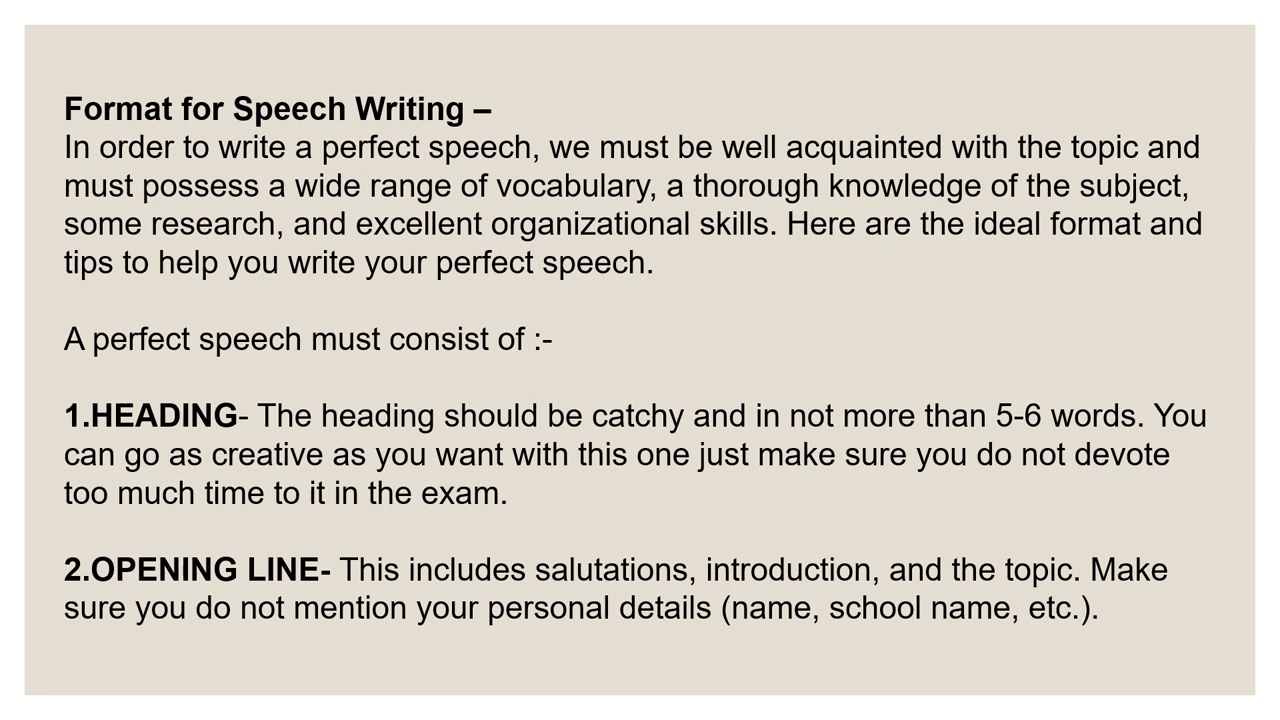 Format for Speech Writing –
In order to write a perfect speech, we must be well acquainted with the topic and
must possess a wide range of vocabulary, a thorough knowledge of the subject,
some research, and excellent organizational skills. Here are the ideal format and
tips to help you write your perfect speech.
A perfect speech must consist of :-
1.HEADING- The heading should be catchy and in not more than 5-6 words. You
can go as creative as you want with this one just make sure you do not devote
too much time to it in the exam.
2.OPENING LINE- This includes salutations, introduction, and the topic. Make
sure you do not mention your personal details (name, school name, etc.).